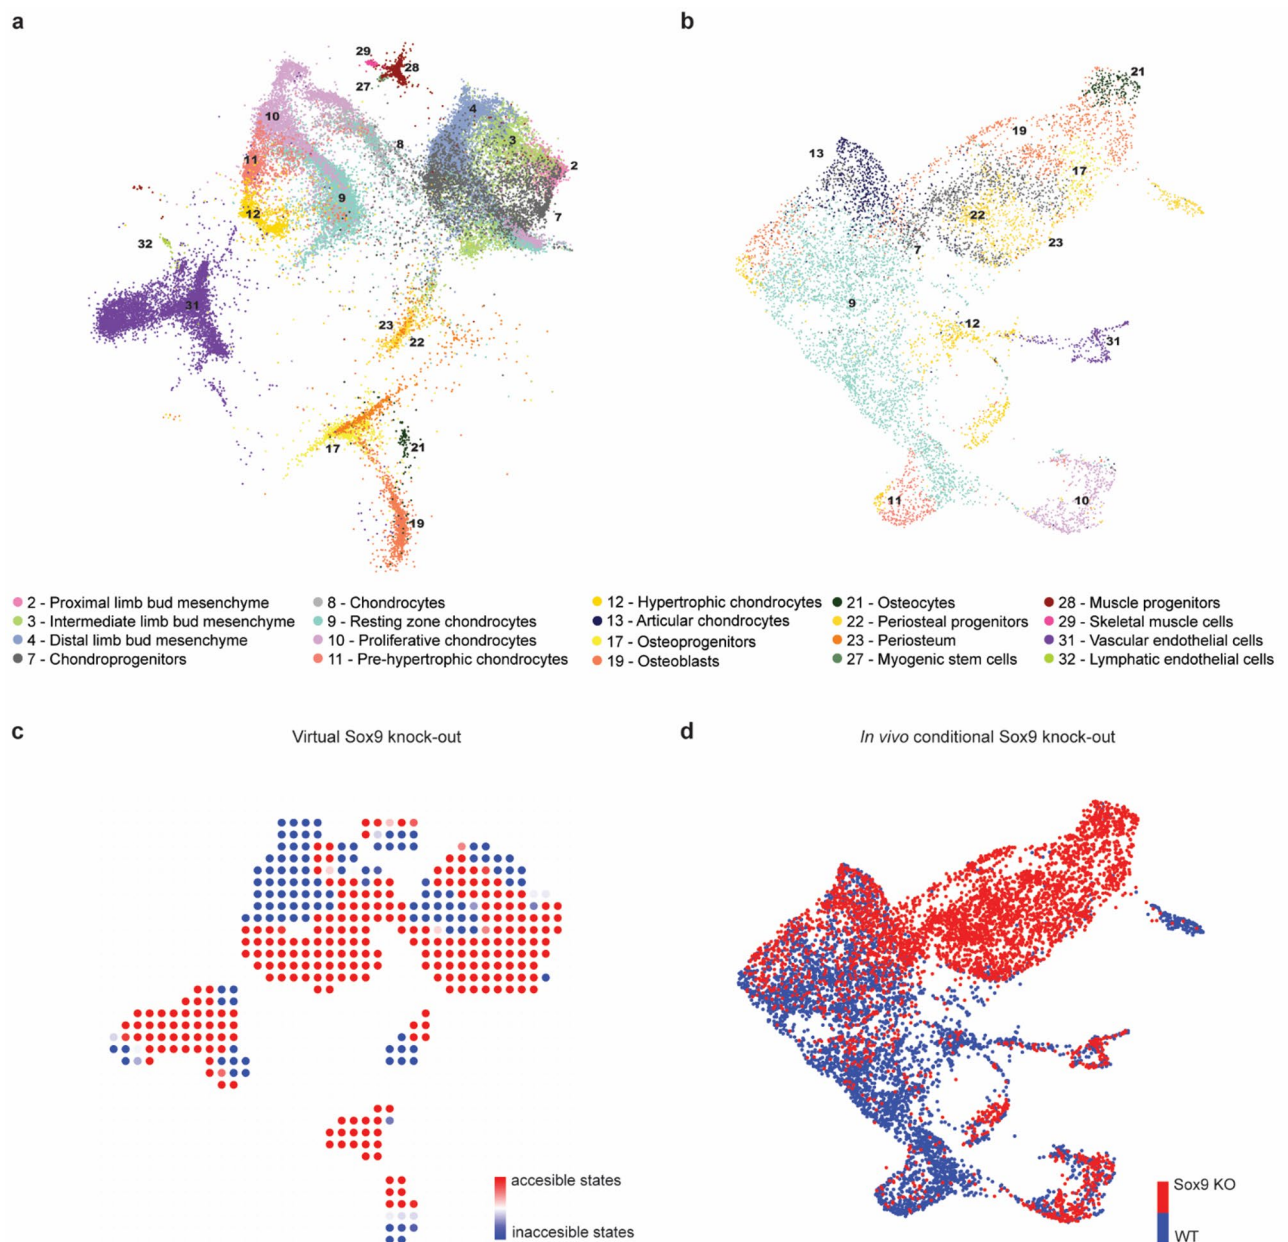 a
b
29
28
27
10
4
3
8
2
11
9
12
7
32
31
23
22
17
21
19
21
19
13
17
22
7
23
9
12
31
11
10
2 - Proximal limb bud mesenchyme
3 - Intermediate limb bud mesenchyme
4 - Distal limb bud mesenchyme
7 - Chondroprogenitors
8 - Chondrocytes
9 - Resting zone chondrocytes
10 - Proliferative chondrocytes
11 - Pre-hypertrophic chondrocytes
12 - Hypertrophic chondrocytes
13 - Articular chondrocytes
17 - Osteoprogenitors
19 - Osteoblasts
21 - Osteocytes
22 - Periosteal progenitors
23 - Periosteum
27 - Myogenic stem cells
28 - Muscle progenitors
29 - Skeletal muscle cells
31 - Vascular endothelial cells
32 - Lymphatic endothelial cells
c
Virtual Sox9 knock-out
accesible states
inaccesible states
d
In vivo conditional Sox9 knock-out
Sox9 KO
WT